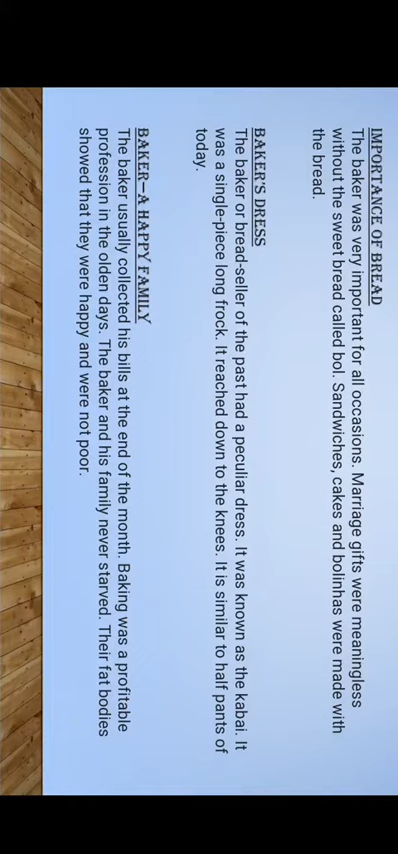 IMPORTANCE OF BREAD
The baker was very important for all occasions. Marriage gifts were meaningless
without the sweet bread called bol. Sandwiches, cakes and bolinhas were made with
the bread.
BAKER'S DRESS
The baker or bread-seller of the past had a peculiar dress. It was known as the kabai. It
was a single-piece long frock. It reached down to the knees. It is similar to half pants of
today.
BAKER–A HAPPY FAMILY
The baker usually collected his bills at the end of the month. Baking was a profitable
profession in the olden days. The baker and his family never starved. Their fat bodies
showed that they were happy and were not poor.